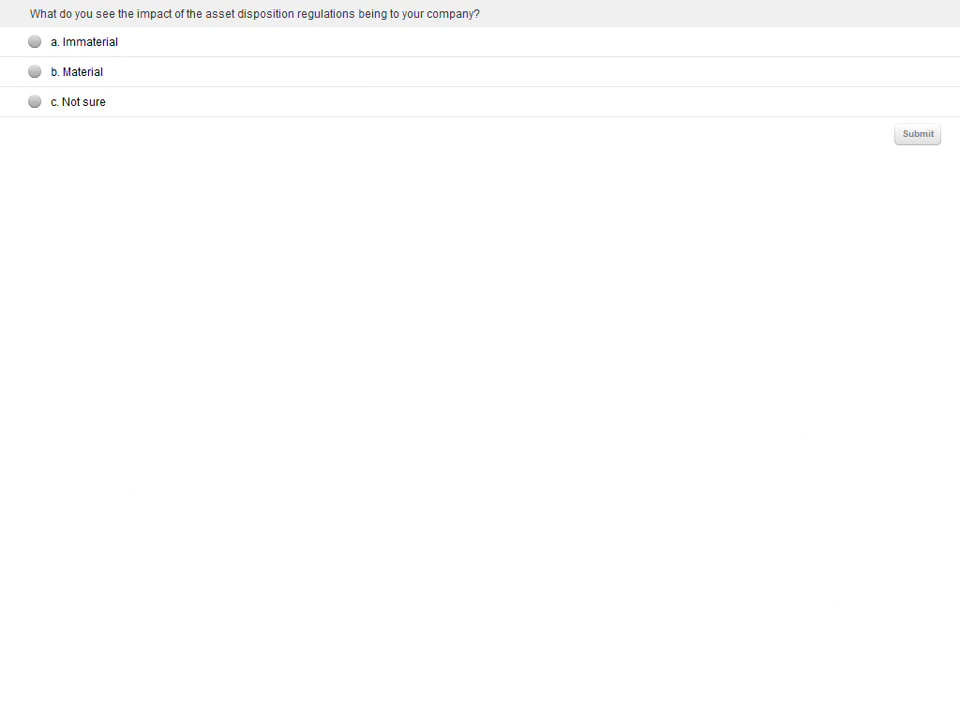 What do you see the impact of the asset disposition regulations being to your company?
a. Immaterial
b. Material
c. Not sure
Submit